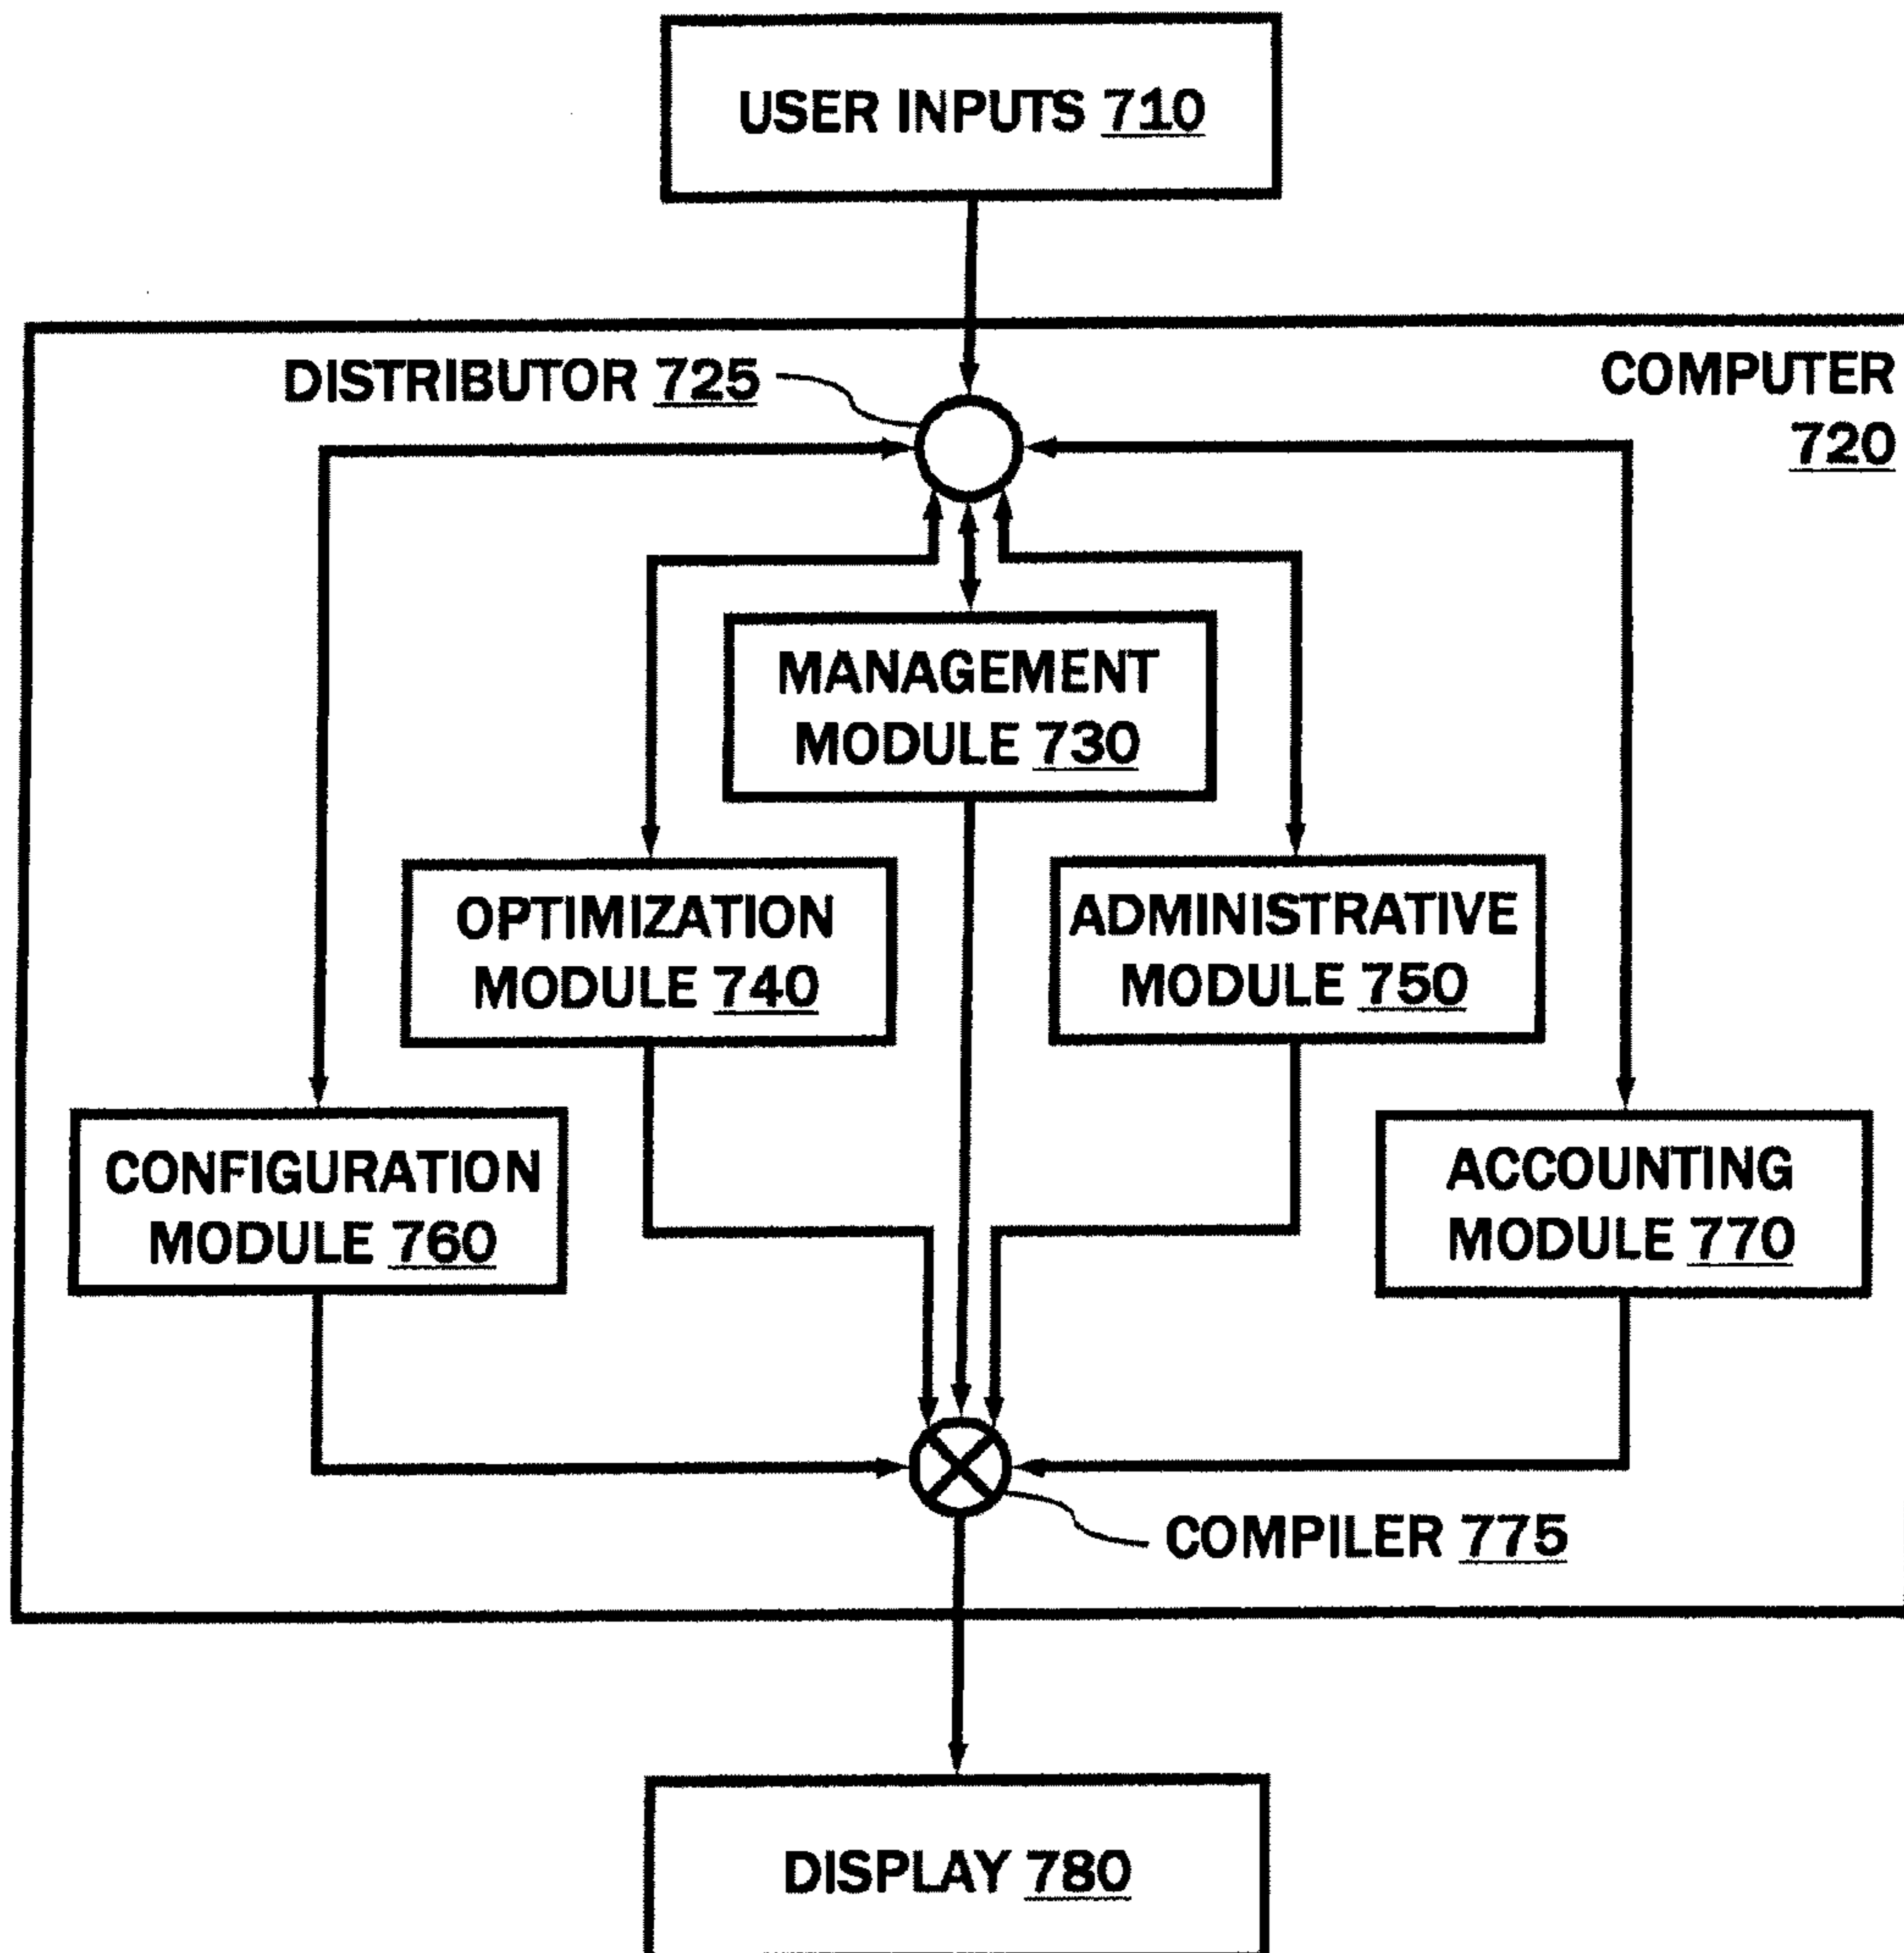 USER INPUTS 710
DISTRIBUTOR 725
COMPUTER
720
MANAGEMENT
MODULE 730
OPTIMIZATION
MODULE 740
ADMINISTRATIVE
MODULE 750
CONFIGURATION
MODULE 760
ACCOUNTING
MODULE 770
COMPILER 775
DISPLAY 780